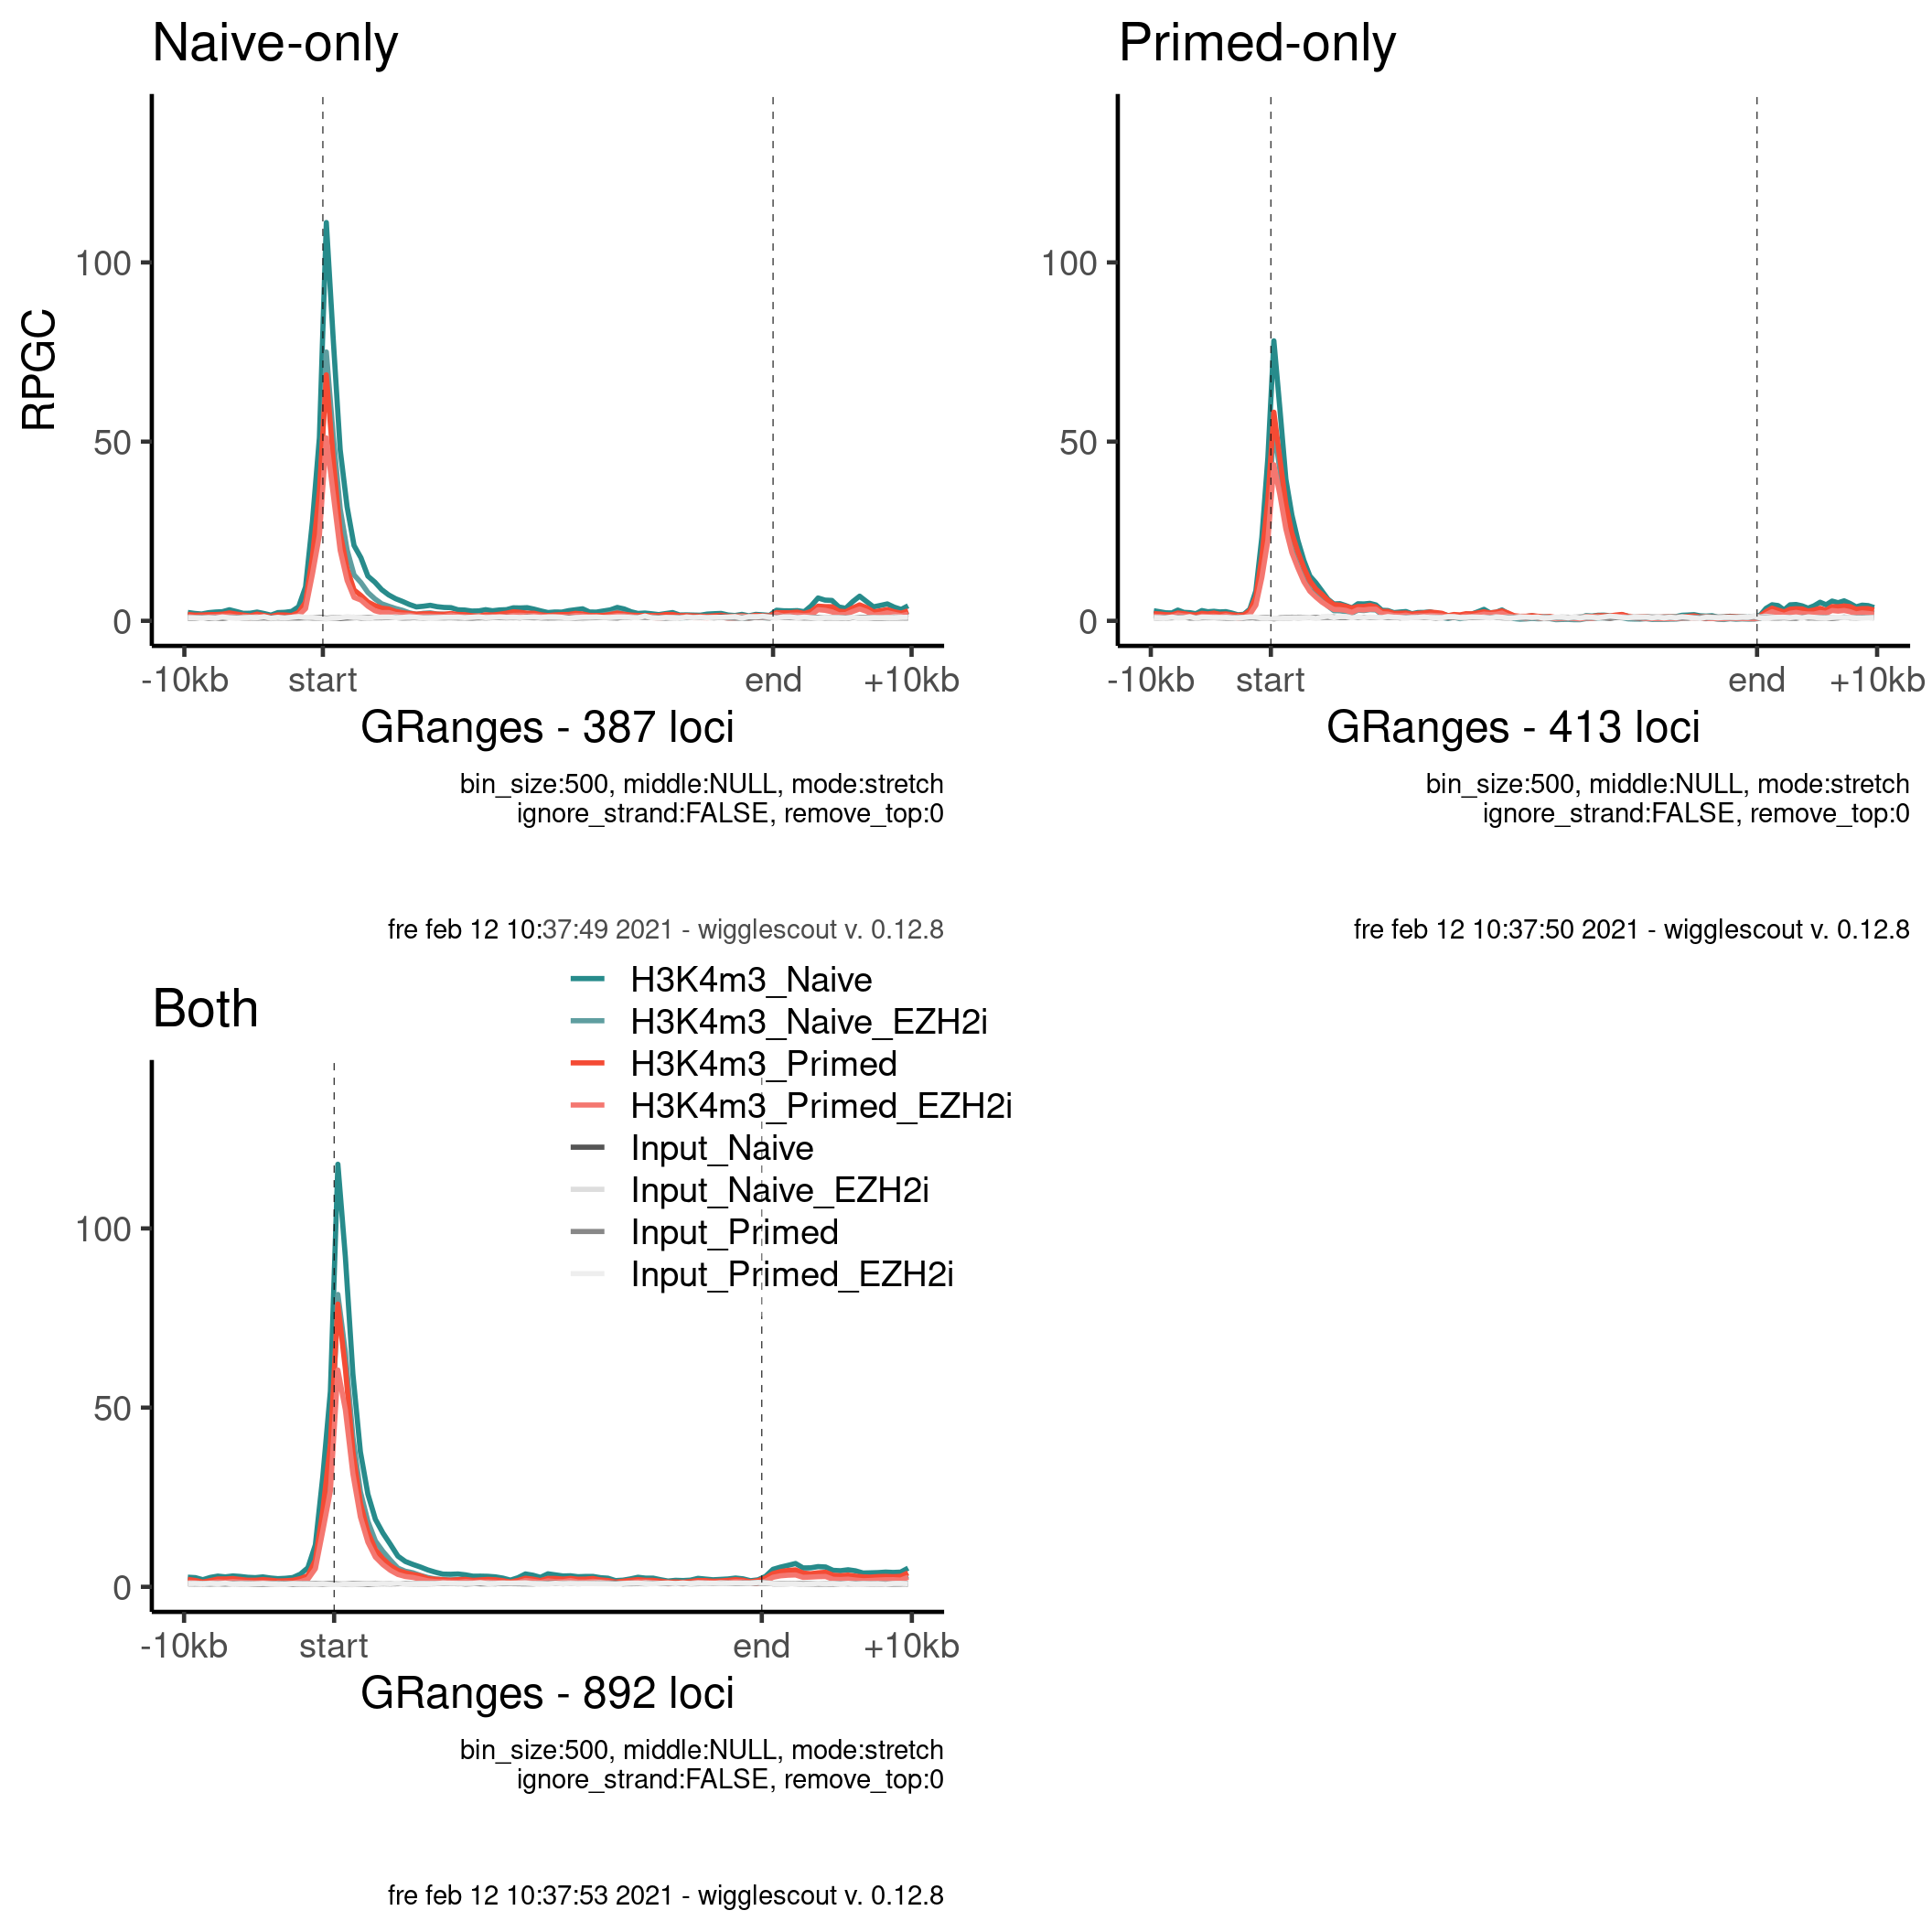 Naive-only
RPGC
100
50
0
-10kb start end +10kb
GRanges - 387 loci
bin_size:500, middle:NULL, mode:stretch
ignore_strand:FALSE, remove_top:0
fre feb 12 10:37:49 2021 - wigglescout v. 0.12.8
Primed-only
100
50
0
-10kb start end +10kb
GRanges - 413 loci
bin_size:500, middle:NULL, mode:stretch
ignore_strand:FALSE, remove_top:0
fre feb 12 10:37:50 2021 - wigglescout v. 0.12.8
Both
H3K4m3_Naive
H3K4m3_Naive_EZH2i
H3K4m3_Primed
H3K4m3_Primed_EZH2i
Input_Naive
Input_Naive_EZH2i
Input_Primed
Input_Primed_EZH2i
100
50
0
-10kb start end +10kb
GRanges - 892 loci
bin_size:500, middle:NULL, mode:stretch
ignore_strand:FALSE, remove_top:0
fre feb 12 10:37:53 2021 - wigglescout v. 0.12.8